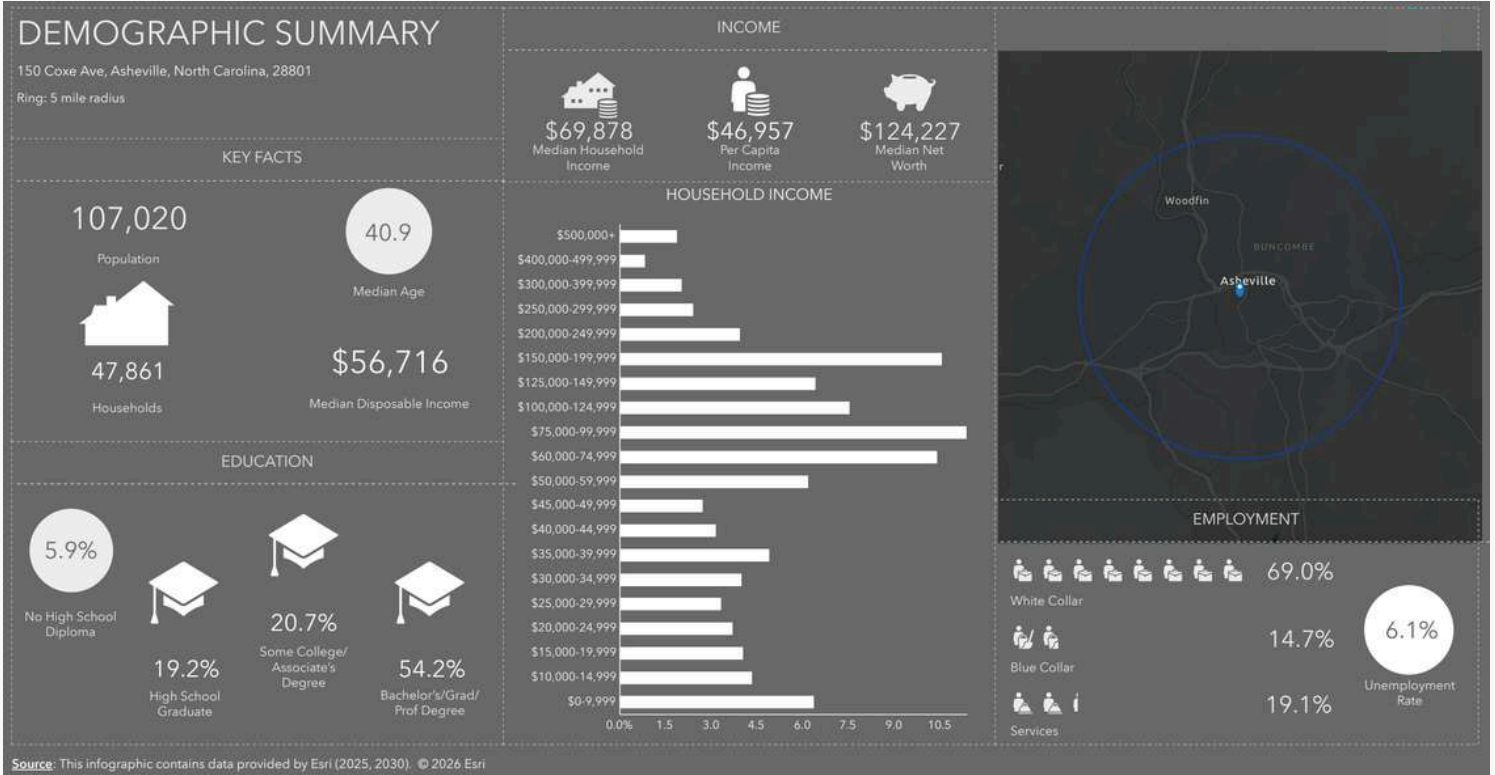 DEMOGRAPHIC SUMMARY
150 Coxe Ave, Asheville, North Carolina, 28801
Ring: 5 mile radius
KEY FACTS
107,020
Population
40.9
Median Age
47,861
Households
$56,716
Median Disposable Income
EDUCATION
5.9%
No High School
Diploma
19.2%
High School
Graduate
20.7%
Some College/
Associate's
Degree
54.2%
Bachelor's/Grad/
Prof Degree
INCOME
$69,878
Median Household
Income
$46,957
Per Capita
Income
$124,227
Median Net
Worth
HOUSEHOLD INCOME
$500,000+
$400,000-499,999
$300,000-399,999
$250,000-299,999
$200,000-249,999
$150,000-199,999
$125,000-149,999
$100,000-124,999
$75,000-99,999
$60,000-74,999
$50,000-59,999
$45,000-49,999
$40,000-44,999
$35,000-39,999
$30,000-34,999
$25,000-29,999
$20,000-24,999
$15,000-19,999
$10,000-14,999
$0-9,999
0.0% 1.5 3.0 4.5 6.0 7.5 9.0 10.5
r
Woodfin
BUNCOMBE
Asheville
EMPLOYMENT
69.0%
White Collar
14.7%
Blue Collar
19.1%
Services
6.1%
Unemployment
Rate
Source: This infographic contains data provided by Esri (2025, 2030). © 2026 Esri